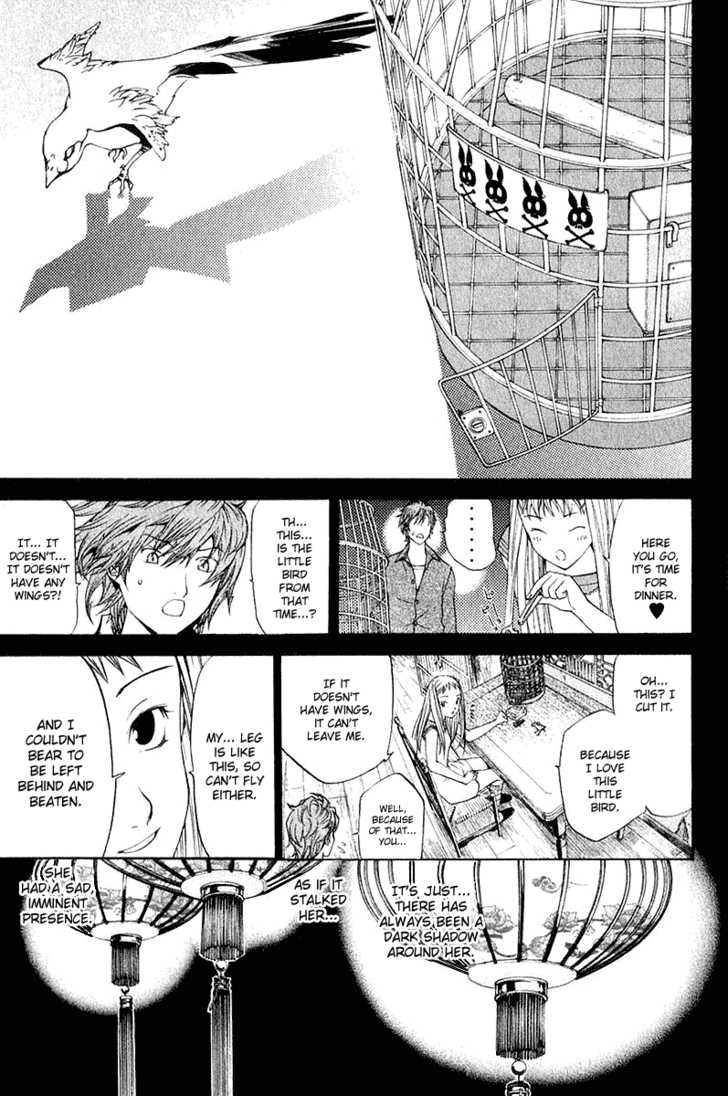 HERE
YOU GO,
IT'S TIME
FOR
DINNER.
♥
......
TH...
THIS...
IS THE
LITTLE
BIRD
FROM
THAT
TIME...?
IT... IT
DOESN'T...
IT DOESN'T
HAVE ANY
WINGS?!
OH...
THIS? I
CUT IT.
BECAUSE
I LOVE
THIS
LITTLE
BIRD.
IF IT
DOESN'T
HAVE WINGS,
IT CAN'T
LEAVE ME.
WELL,
BECAUSE
OF THAT...
YOU...
MY... LEG
IS LIKE
THIS, SO
CAN'T FLY
EITHER.
AND I
COULDN'T
BEAR TO
BE LEFT
BEHIND AND
BEATEN.
IT'S JUST...
THERE HAS
ALWAYS BEEN A
DARK SHADOW
AROUND HER.
AS IF IT
STALKED
HER...
SHE
HAD A SAD,
IMMINENT
PRESENCE.